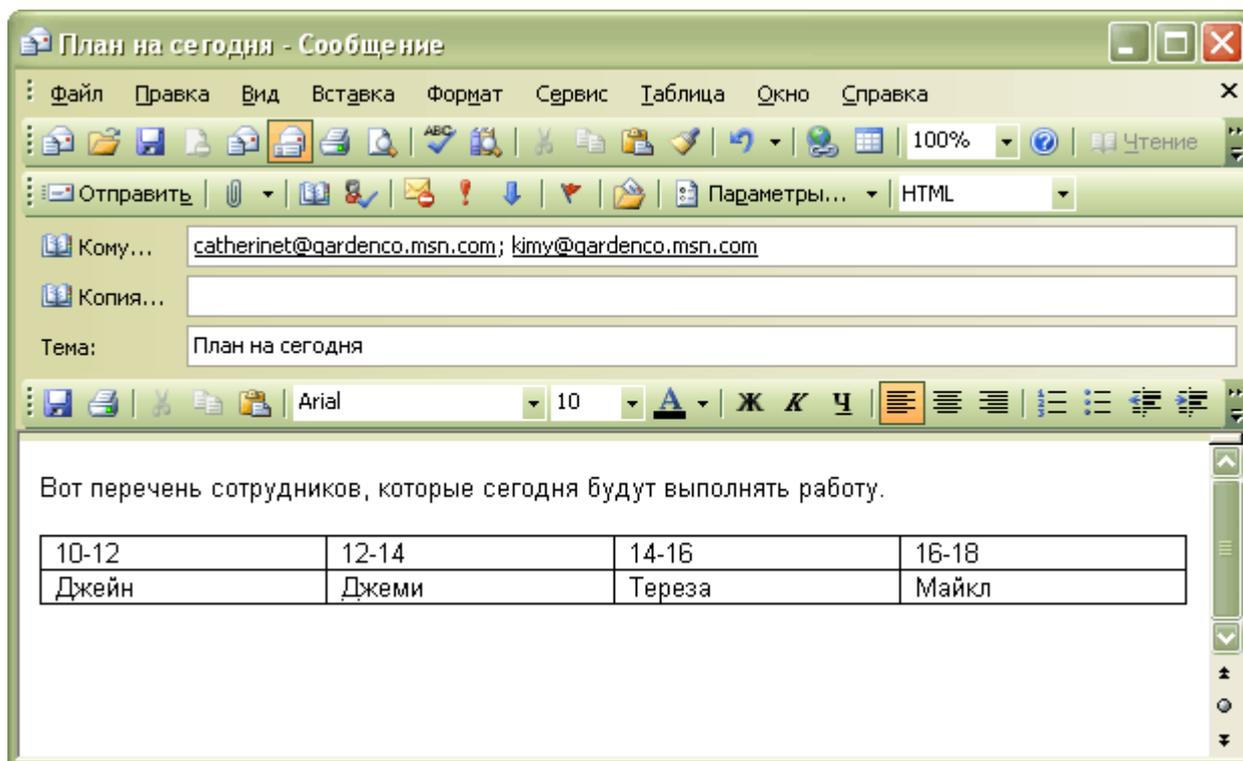 План на сегодня - Сообщение
Файл Правка Вид Вставка Формат Сервис Таблица Окно Справка
ABC 100% Чтение
Отправить Параметры... HTML
Кому... catherinet@gardenco.msn.com; kimy@gardenco.msn.com
Копия...
Тема: План на сегодня
Arial 10 А Ж К Ч
Вот перечень сотрудников, которые сегодня будут выполнять работу.
10-12 12-14 14-16 16-18
Джейн Джеми Тереза Майкл